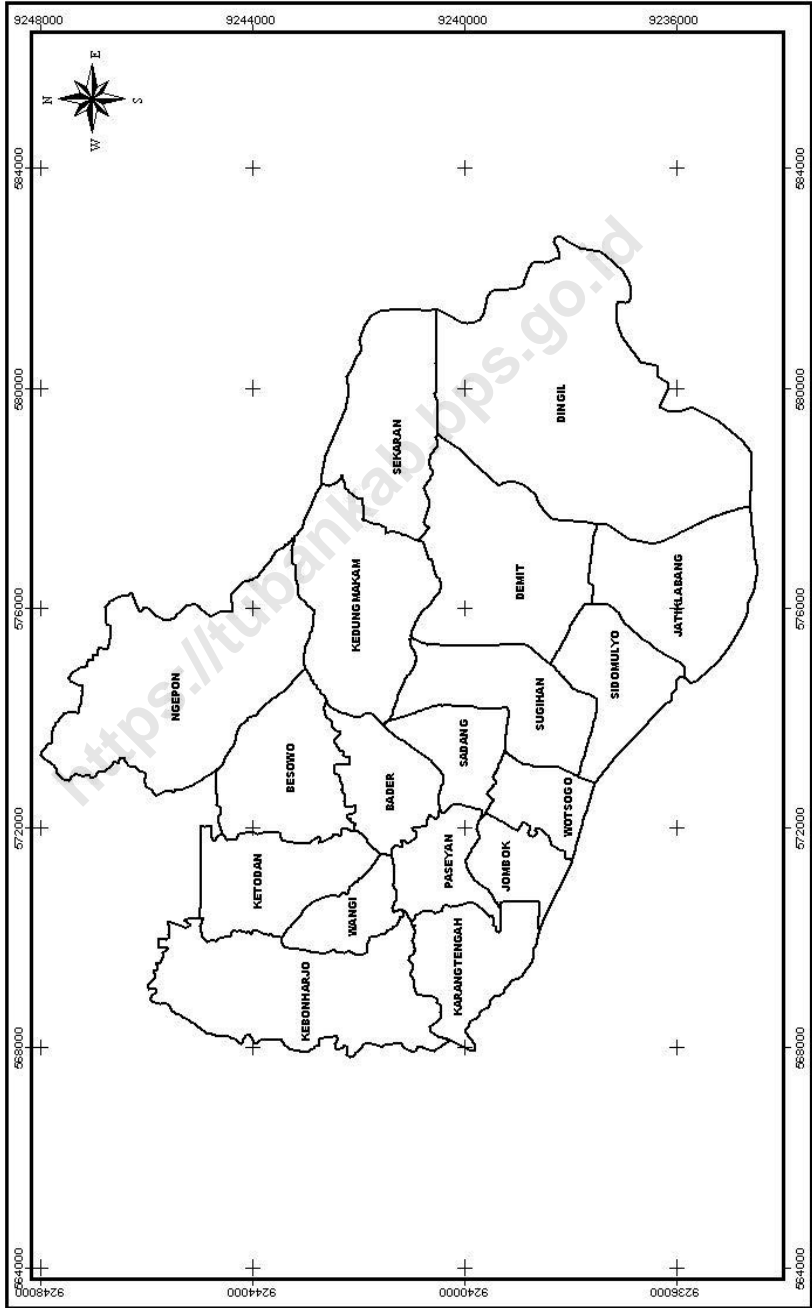 564000
568000
572000
576000
580000
584000
9248000
9248000
N
W
E
S
NGEPON
KETODAN
9244000
9244000
BESOWO
KEBONHARJO
WANGI
KEDUNGMAKAM
BADER
SEKARAN
KARANGTENGAH
PASEYAN
SADANG
9240000
9240000
JOMBOK
DEMIT
SUGIHAN
WOTSOGO
DINGIL
SIDOMULYO
JATIKLABANG
9236000
9236000
564000
568000
572000
576000
580000
584000
https://tubankab.bps.go.id